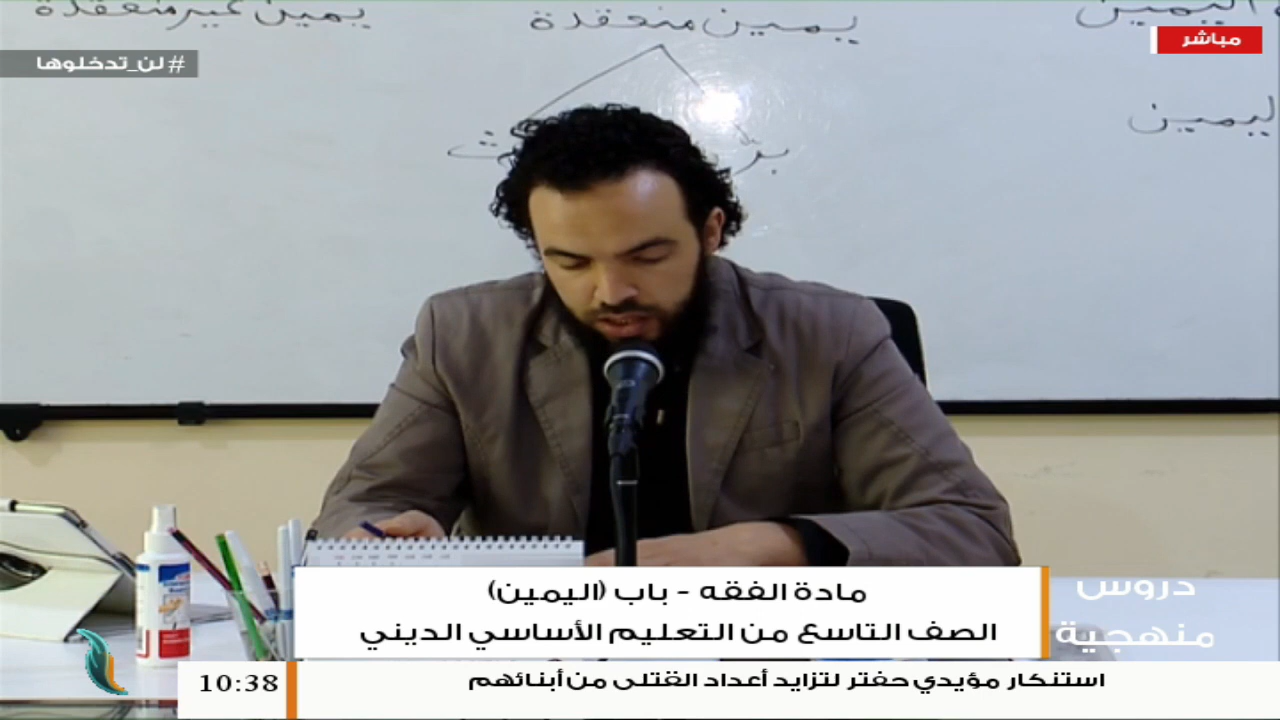 يمين منعقدة
يمين غير منعقدة
اليمين
مباشر
#لن_تدخلوها
اليمين
بر
مادة الفقه - باب (اليمين)
الصف التاسع من التعليم الأساسي الديني
دروس
منهجية
استنكار مؤيدي حفتر لتزايد أعداد القتلى من أبنائهم
10:38